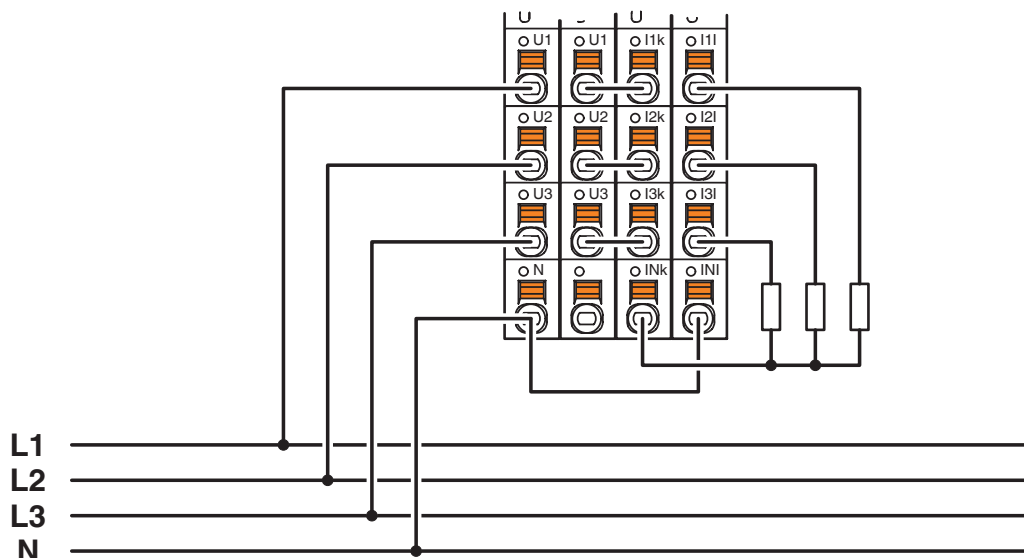 U1 U1 I1k I1l
U2 U2 I2k I2l
U3 U3 I3k I3l
N INk INl
L1
L2
L3
N